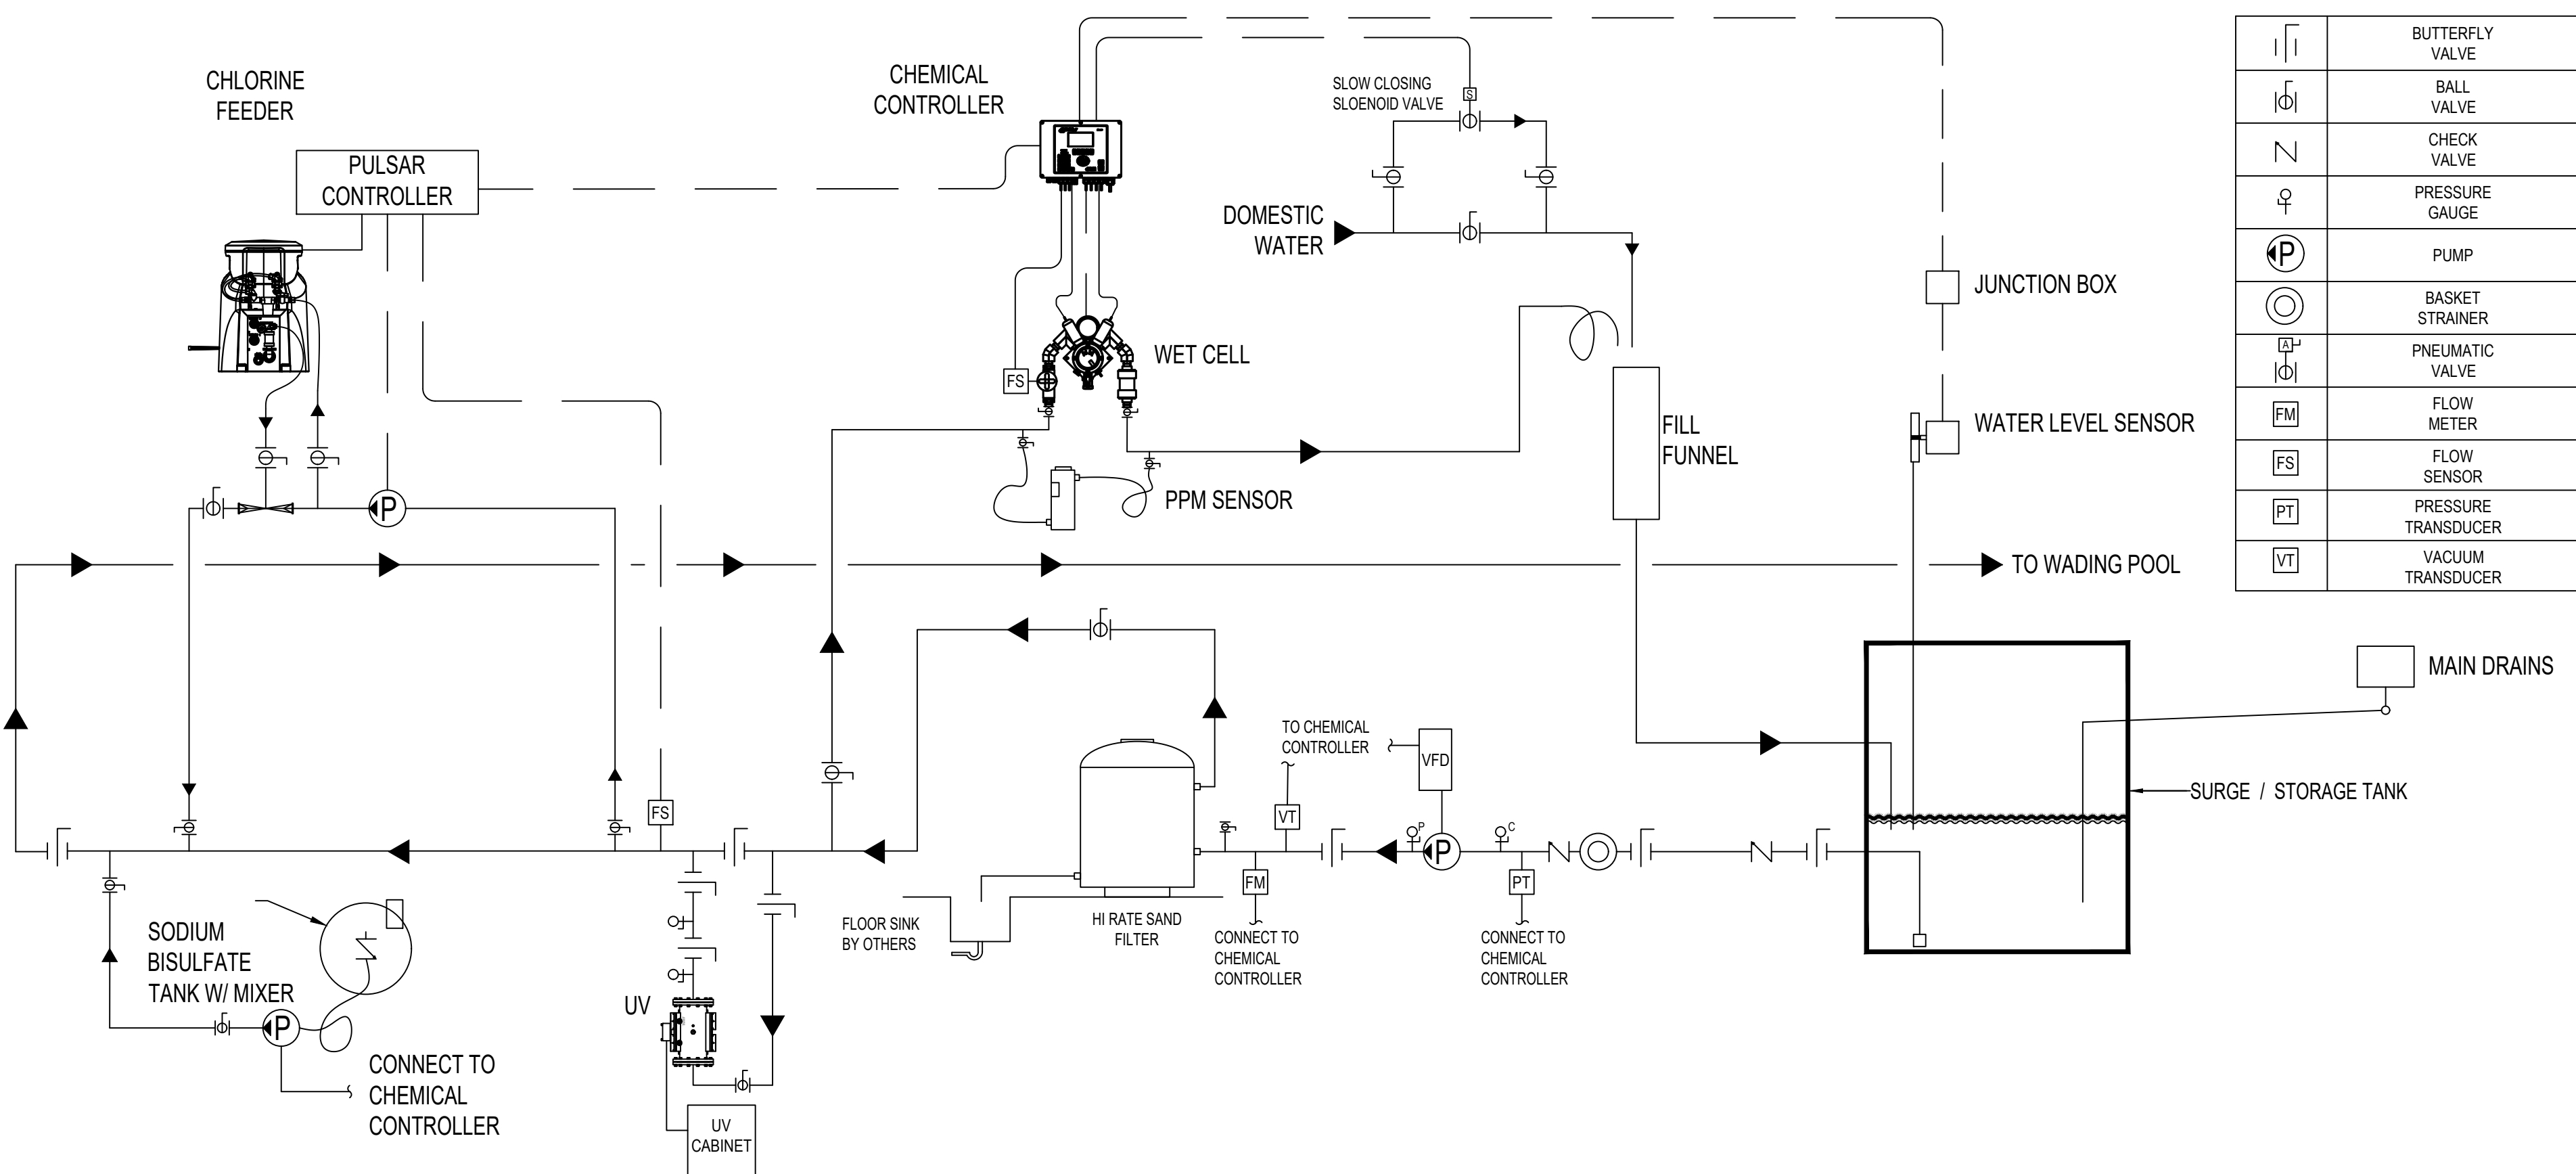 CHLORINE
FEEDER
PULSAR
CONTROLLER
CHEMICAL
CONTROLLER
SLOW CLOSING
SLOENOID VALVE
S
DOMESTIC
WATER
JUNCTION BOX
WET CELL
FS
WATER LEVEL SENSOR
FILL
FUNNEL
PPM SENSOR
P
TO WADING POOL
MAIN DRAINS
SURGE / STORAGE TANK
TO CHEMICAL
CONTROLLER
VFD
VT
FS
P
P
C
FM
PT
HI RATE SAND
FILTER
FLOOR SINK
BY OTHERS
CONNECT TO
CHEMICAL
CONTROLLER
CONNECT TO
CHEMICAL
CONTROLLER
SODIUM
BISULFATE
TANK W/ MIXER
P
CONNECT TO
CHEMICAL
CONTROLLER
UV
UV
CABINET
BUTTERFLY
VALVE
BALL
VALVE
CHECK
VALVE
PRESSURE
GAUGE
P
PUMP
BASKET
STRAINER
A
PNEUMATIC
VALVE
FM
FLOW
METER
FS
FLOW
SENSOR
PT
PRESSURE
TRANSDUCER
VT
VACUUM
TRANSDUCER